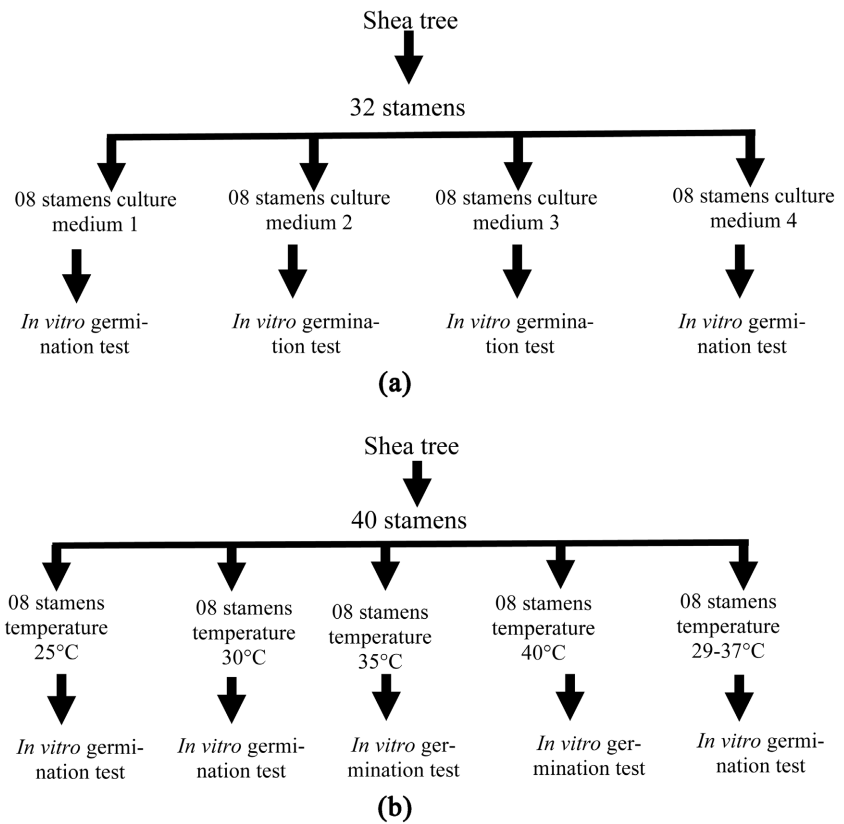 Shea tree
32 stamens
08 stamens culture
medium 1
08 stamens culture
medium 2
08 stamens culture
medium 3
08 stamens culture
medium 4
In vitro germi-
nation test
In vitro germina-
tion test
In vitro germina-
tion test
In vitro germi-
nation test
(a)
Shea tree
40 stamens
08 stamens
temperature
25°C
08 stamens
temperature
30°C
08 stamens
temperature
35°C
08 stamens
temperature
40°C
08 stamens
temperature
29-37°C
In vitro germi-
nation test
In vitro germi-
nation test
In vitro ger-
mination test
In vitro ger-
mination test
In vitro germi-
nation test
(b)